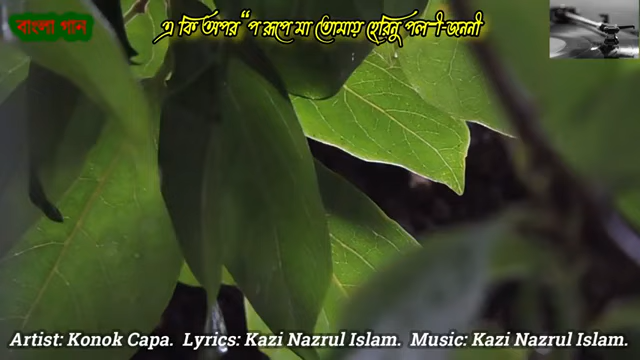 বাংলা গান
এ কি অপর“প রূপে মা তোমায় হেরিনু পল-ী-জননী
Artist: Konok Capa. Lyrics: Kazi Nazrul Islam. Music: Kazi Nazrul Islam.